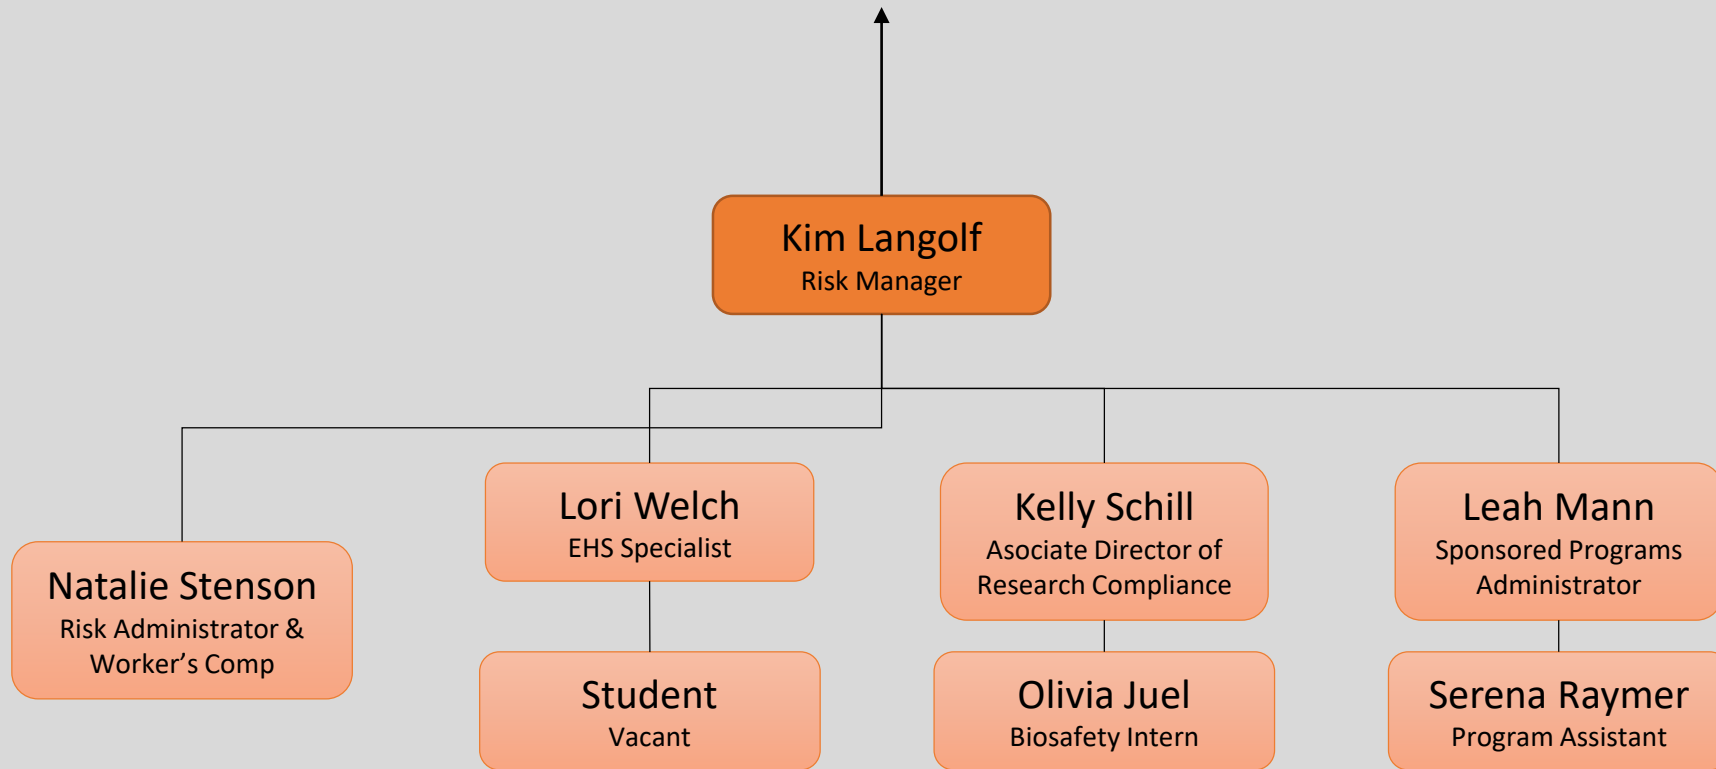 Kim Langolf
Risk Manager
Natalie Stenson
Risk Administrator &
Worker’s Comp
Lori Welch
EHS Specialist
Student
Vacant
Kelly Schill
Asociate Director of
Research Compliance
Olivia Juel
Biosafety Intern
Leah Mann
Sponsored Programs
Administrator
Serena Raymer
Program Assistant